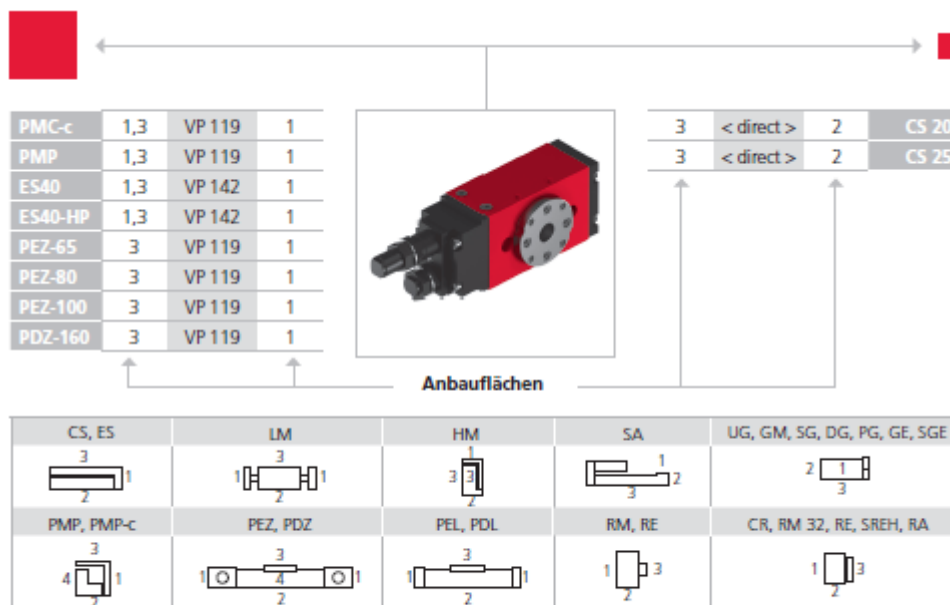 PMC-c 1,3 VP 119 1
PMP 1,3 VP 119 1
ES40 1,3 VP 142 1
ES40-HP 1,3 VP 142 1
PEZ-65 3 VP 119 1
PEZ-80 3 VP 119 1
PEZ-100 3 VP 119 1
PDZ-160 3 VP 119 1
3 < direct > 2 CS 20
3 < direct > 2 CS 25
Anbauflächen
CS, ES LM HM SA UG, GM, SG, DG, PG, GE, SGE
3 3 1 1
1 1 1 3 3 2 2 1
2 2 2 3 3
PMP, PMP-c PEZ, PDZ PEL, PDL RM, RE CR, RM 32, RE, SREH, RA
3 3 3
4 1 1 4 1 1 1 1 3 1 3
2 2 2 2 2